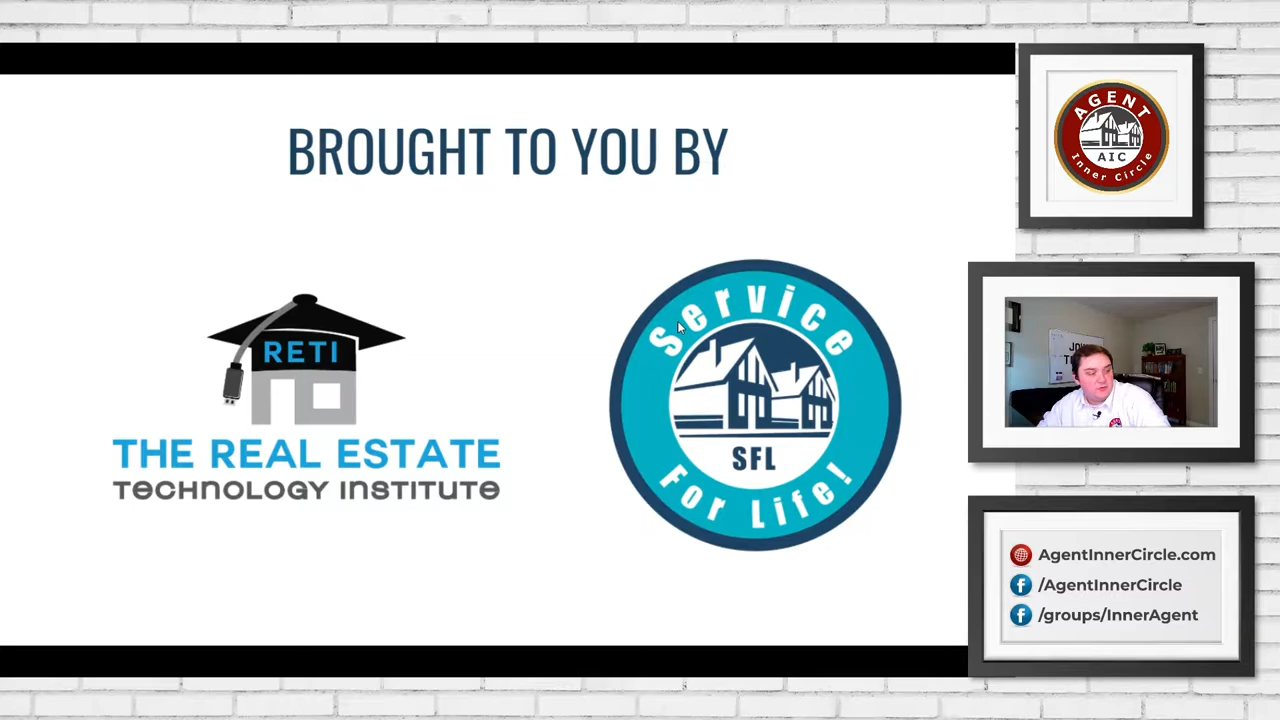 BROUGHT TO YOU BY
RETI
THE REAL ESTATE
TECHNOLOGY INSTITUTE
Service
SFL
For Life!
AGENT
AIC
Inner Circle
AgentInnerCircle.com
/AgentInnerCircle
/groups/InnerAgent